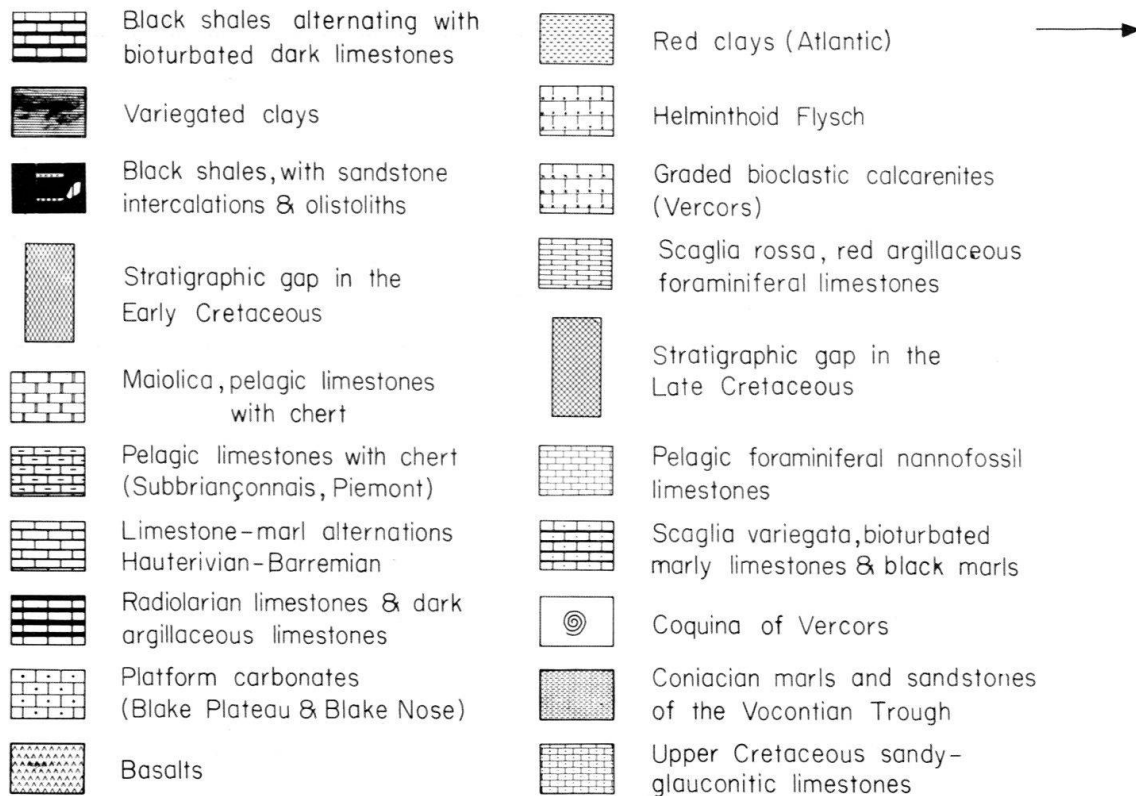 Black shales alternating with
bioturbated dark limestones
Variegated clays
Black shales, with sandstone
intercalations & olistoliths
Stratigraphic gap in the
Early Cretaceous
Maiolica, pelagic limestones
with chert
Pelagic limestones with chert
(Subbriançonnais, Piemont)
Limestone-marl alternations
Hauterivian-Barremian
Radiolarian limestones & dark
argillaceous limestones
Platform carbonates
(Blake Plateau & Blake Nose)
Basalts
Red clays (Atlantic)
Helminthoid Flysch
Graded bioclastic calcarenites
(Vercors)
Scaglia rossa, red argillaceous
foraminiferal limestones
Stratigraphic gap in the
Late Cretaceous
Pelagic foraminiferal nannofossil
limestones
Scaglia variegata, bioturbated
marly limestones & black marls
Coquina of Vercors
Coniacian marls and sandstones
of the Vocontian Trough
Upper Cretaceous sandy-
glauconitic limestones